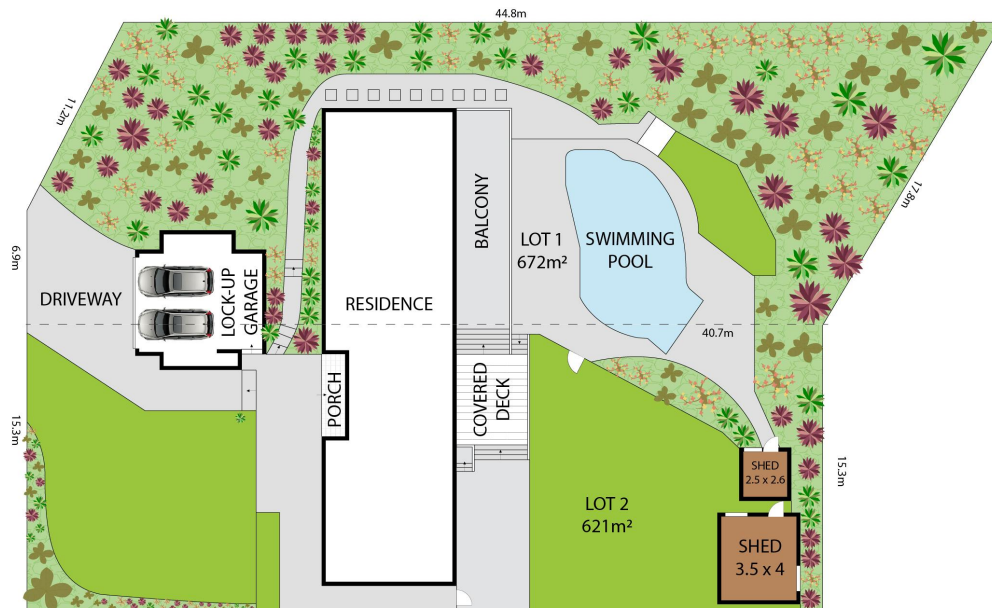 44.8m
11.2m
17.8m
6.9m
DRIVEWAY
LOCK-UP
GARAGE
RESIDENCE
BALCONY
LOT 1
672m²
SWIMMING
POOL
40.7m
PORCH
COVERED
DECK
15.3m
15.3m
SHED
2.5 x 2.6
LOT 2
621m²
SHED
3.5 x 4